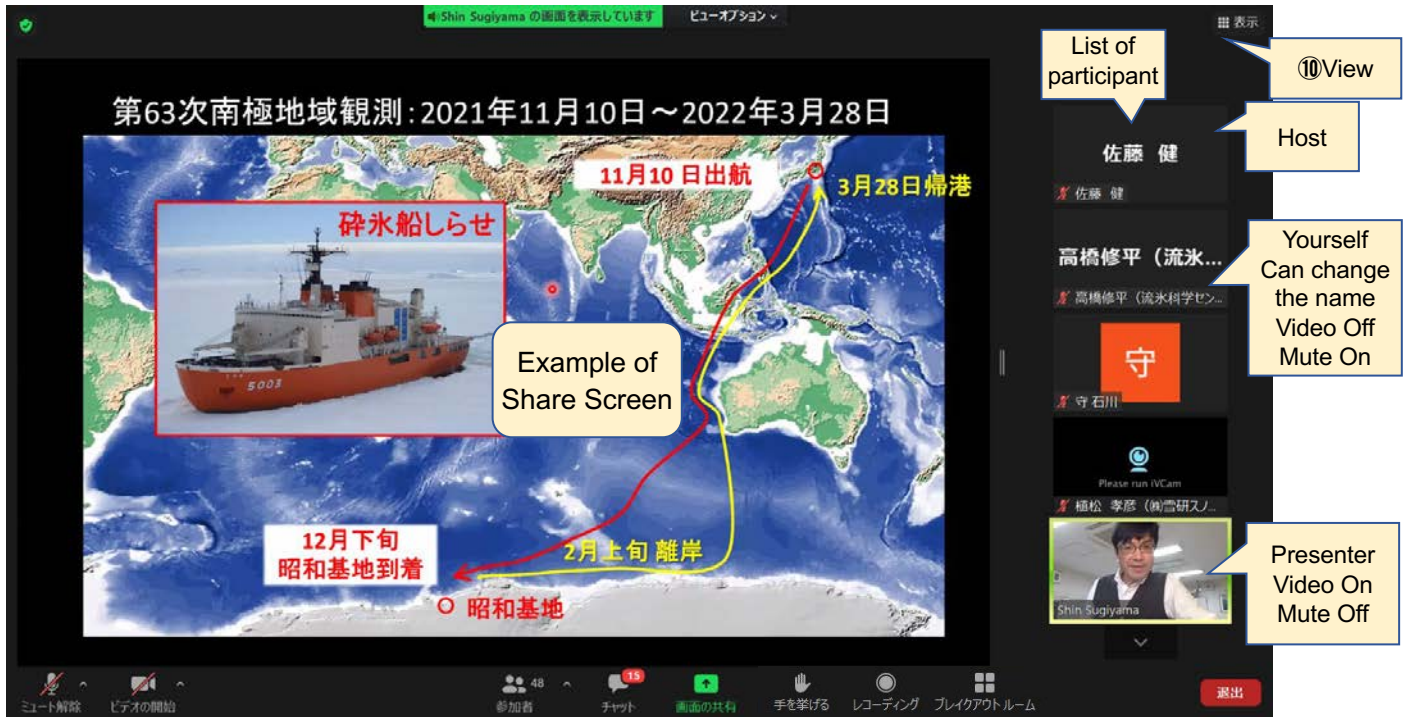 Shin Sugiyama の画面を表示しています
ビューオプション
表示
List of
participant
⑩View
Host
第63次南極地域観測：2021年11月10日～2022年3月28日
11月10日出航
3月28日帰港
砕氷船しらせ
5003
Example of
Share Screen
12月下旬
昭和基地到着
2月上旬 離岸
昭和基地
佐藤 健
佐藤 健
高橋修平（流氷...
高橋修平（流氷科学セン...
Yourself
Can change
the name
Video Off
Mute On
守
守 石川
Please run iVCam
植松 孝彦（㈱雪研スノ...
Shin Sugiyama
Presenter
Video On
Mute Off
ミュート解除
ビデオの開始
48
参加者
15
チャット
画面の共有
手を挙げる
レコーディング
ブレイクアウト ルーム
退出